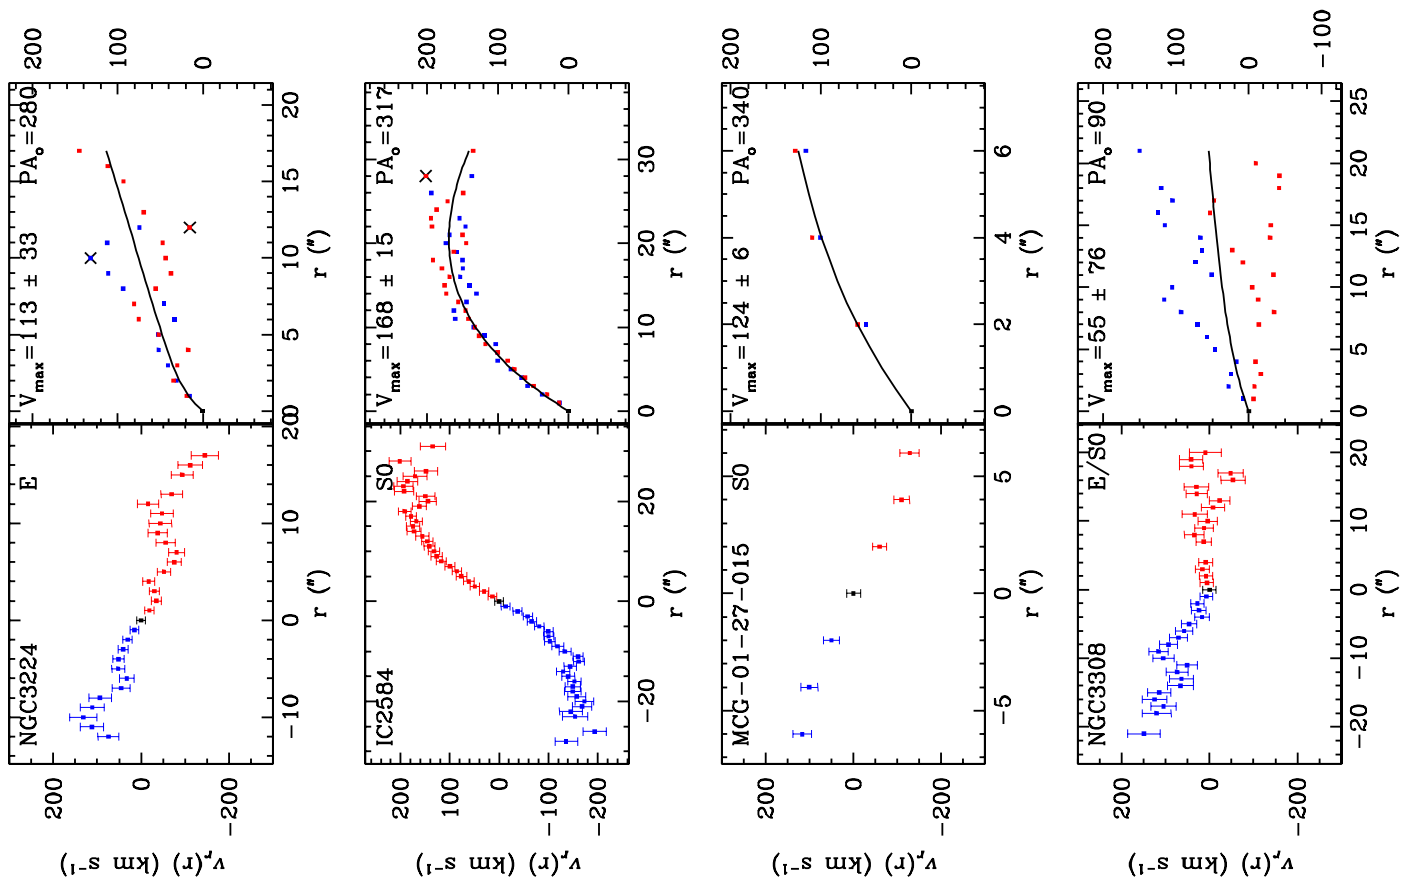 NGC3224 E
V_max=113 ± 33 PA_o=280
200
0
-200
v_r(r) (km s⁻¹)
200
100
0
-10 0 10 20
0 5 10 15 20
r (") r (")
IC2584 S0
V_max=168 ± 15 PA_o=317
200
100
0
-100
-200
v_r(r) (km s⁻¹)
200
100
0
-20 0 20
0 10 20 30
r (") r (")
MCG-01-27-015 S0
V_max=124 ± 6 PA_o=340
200
0
-200
v_r(r) (km s⁻¹)
200
100
0
-5 0 5
0 2 4 6
r (") r (")
NGC3308 E/S0
V_max=55 ± 76 PA_o=90
200
0
-200
v_r(r) (km s⁻¹)
200
100
0
-100
-20 -10 0 10 20
0 5 10 15 20 25
r (") r (")